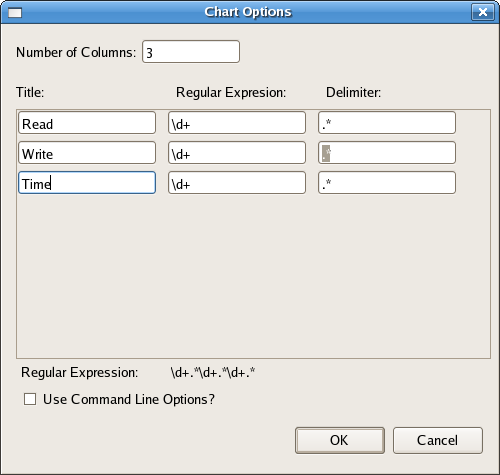 Chart Options
Number of Columns: 3
Title: Regular Expresion: Delimiter:
Read \d+ .*
Write \d+ .*
Time \d+ .*
Regular Expression: \d+.*\d+.*\d+.*
Use Command Line Options?
OK Cancel